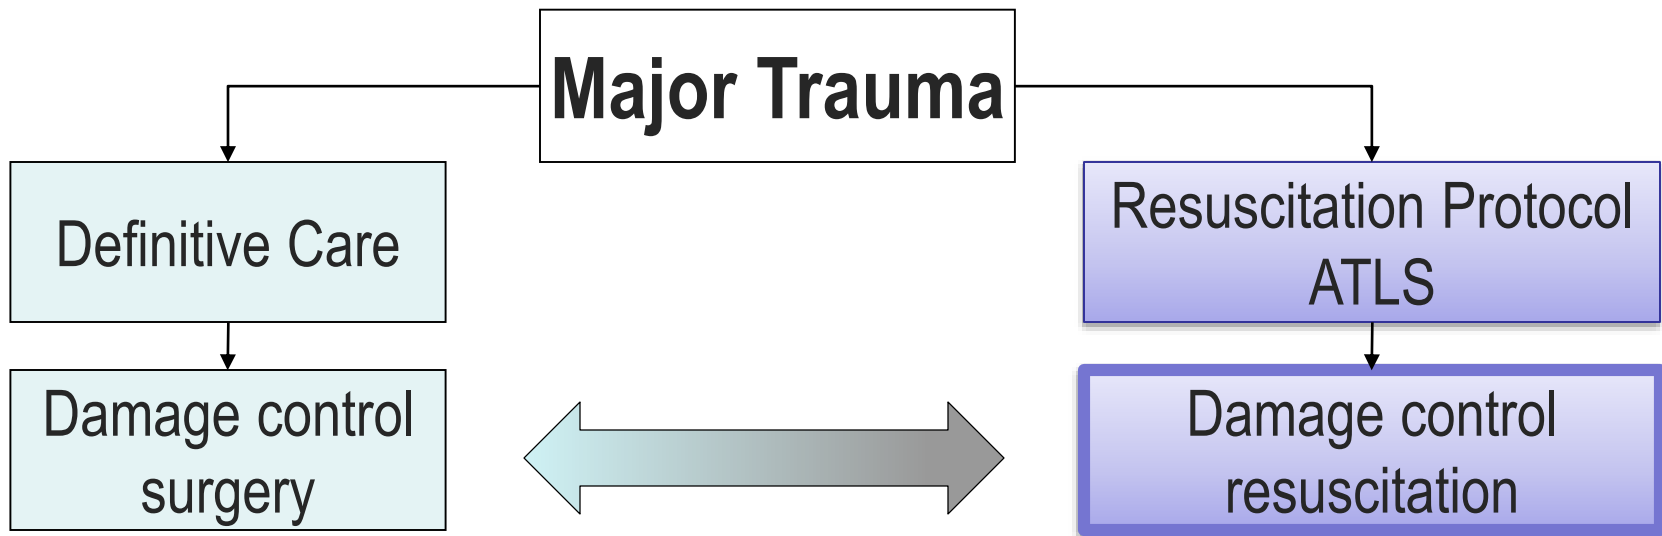 Major Trauma
Definitive Care
Resuscitation Protocol
ATLS
Damage control
surgery
Damage control
resuscitation